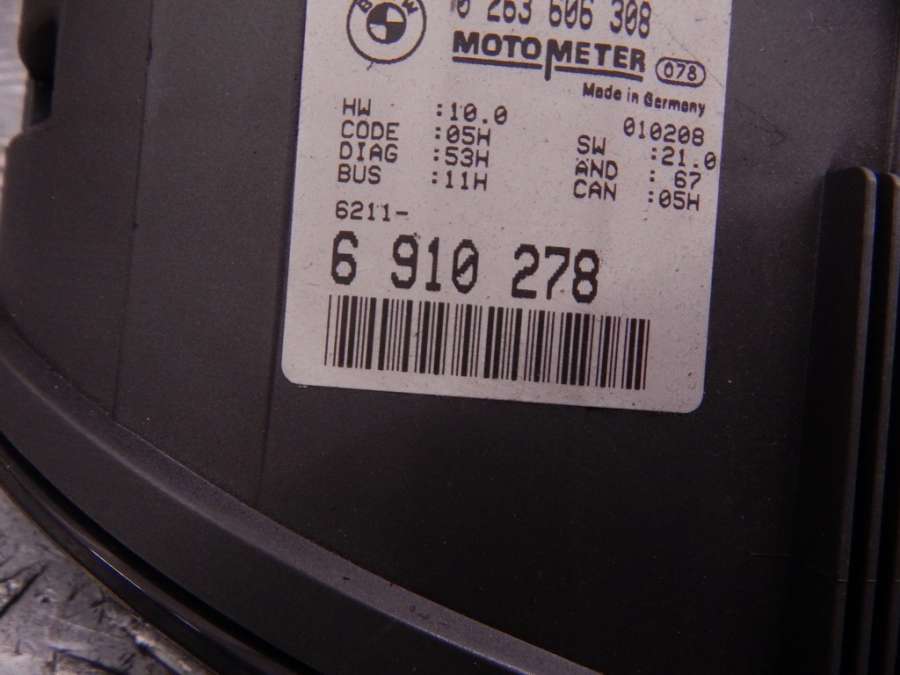 BMW
0 263 606 308
MOTOMETER 078
Made in Germany
010208
HW :10.0
CODE :05H
DIAG :53H
BUS :11H
SW :21.0
AND : 67
CAN :05H
6211-
6 910 278